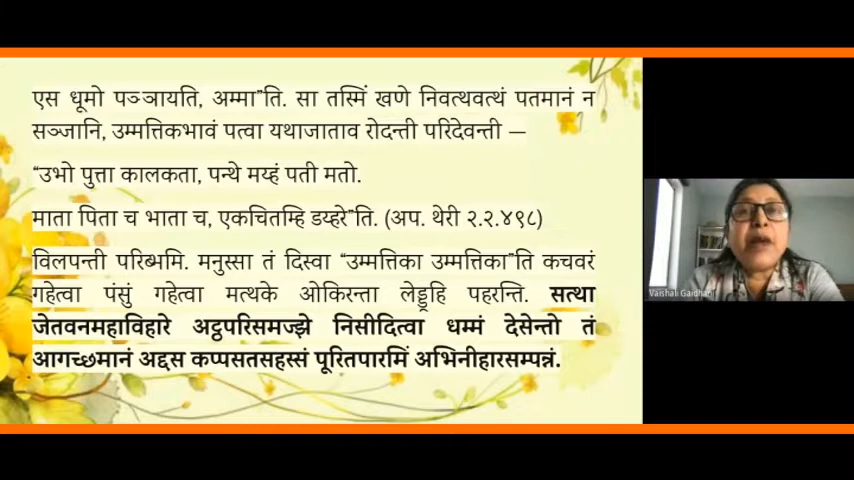 एस धूमो पञ्ञायति, अम्मा”ति. सा तस्मिं खणे निवत्थवत्थं पतमानं न
सञ्जानि, उम्मत्तिकभावं पत्वा यथाजाताव रोदन्ती परिदेवन्ती —
“उभो पुत्ता कालकता, पन्थे मय्हं पती मतो.
माता पिता च भाता च, एकचितम्हि डय्हरे”ति. (अप. थेरी २.२.४९८)
विलपन्ती परिब्भमि. मनुस्सा तं दिस्वा “उम्मत्तिका उम्मत्तिका”ति कचवरं
गहेत्वा पंसुं गहेत्वा मत्थके ओकिरन्ता लेड्डूहि पहरन्ति. सत्था
जेतवनमहाविहारे अट्ठपरिसमज्झे निसीदित्वा धम्मं देसेन्तो तं
आगच्छमानं अद्दस कप्पसतसहस्सं पूरितपारमिं अभिनीहारसम्पन्नं.
Vaishali Gaidhani